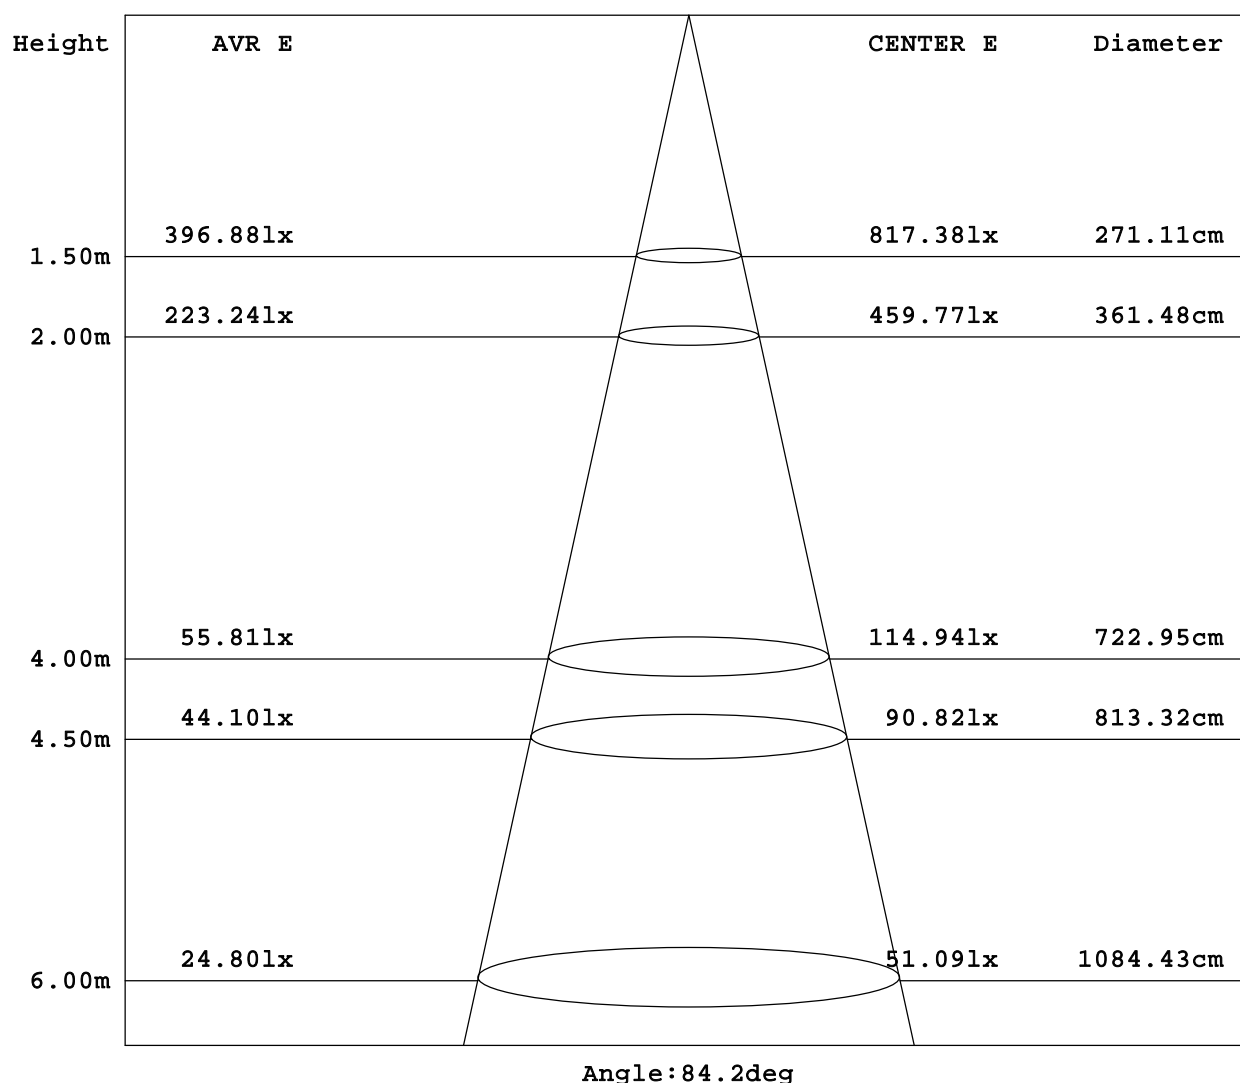 Height AVR E CENTER E Diameter
396.88lx 817.38lx 271.11cm
1.50m
223.24lx 459.77lx 361.48cm
2.00m
55.81lx 114.94lx 722.95cm
4.00m
44.10lx 90.82lx 813.32cm
4.50m
24.80lx 51.09lx 1084.43cm
6.00m
Angle:84.2deg